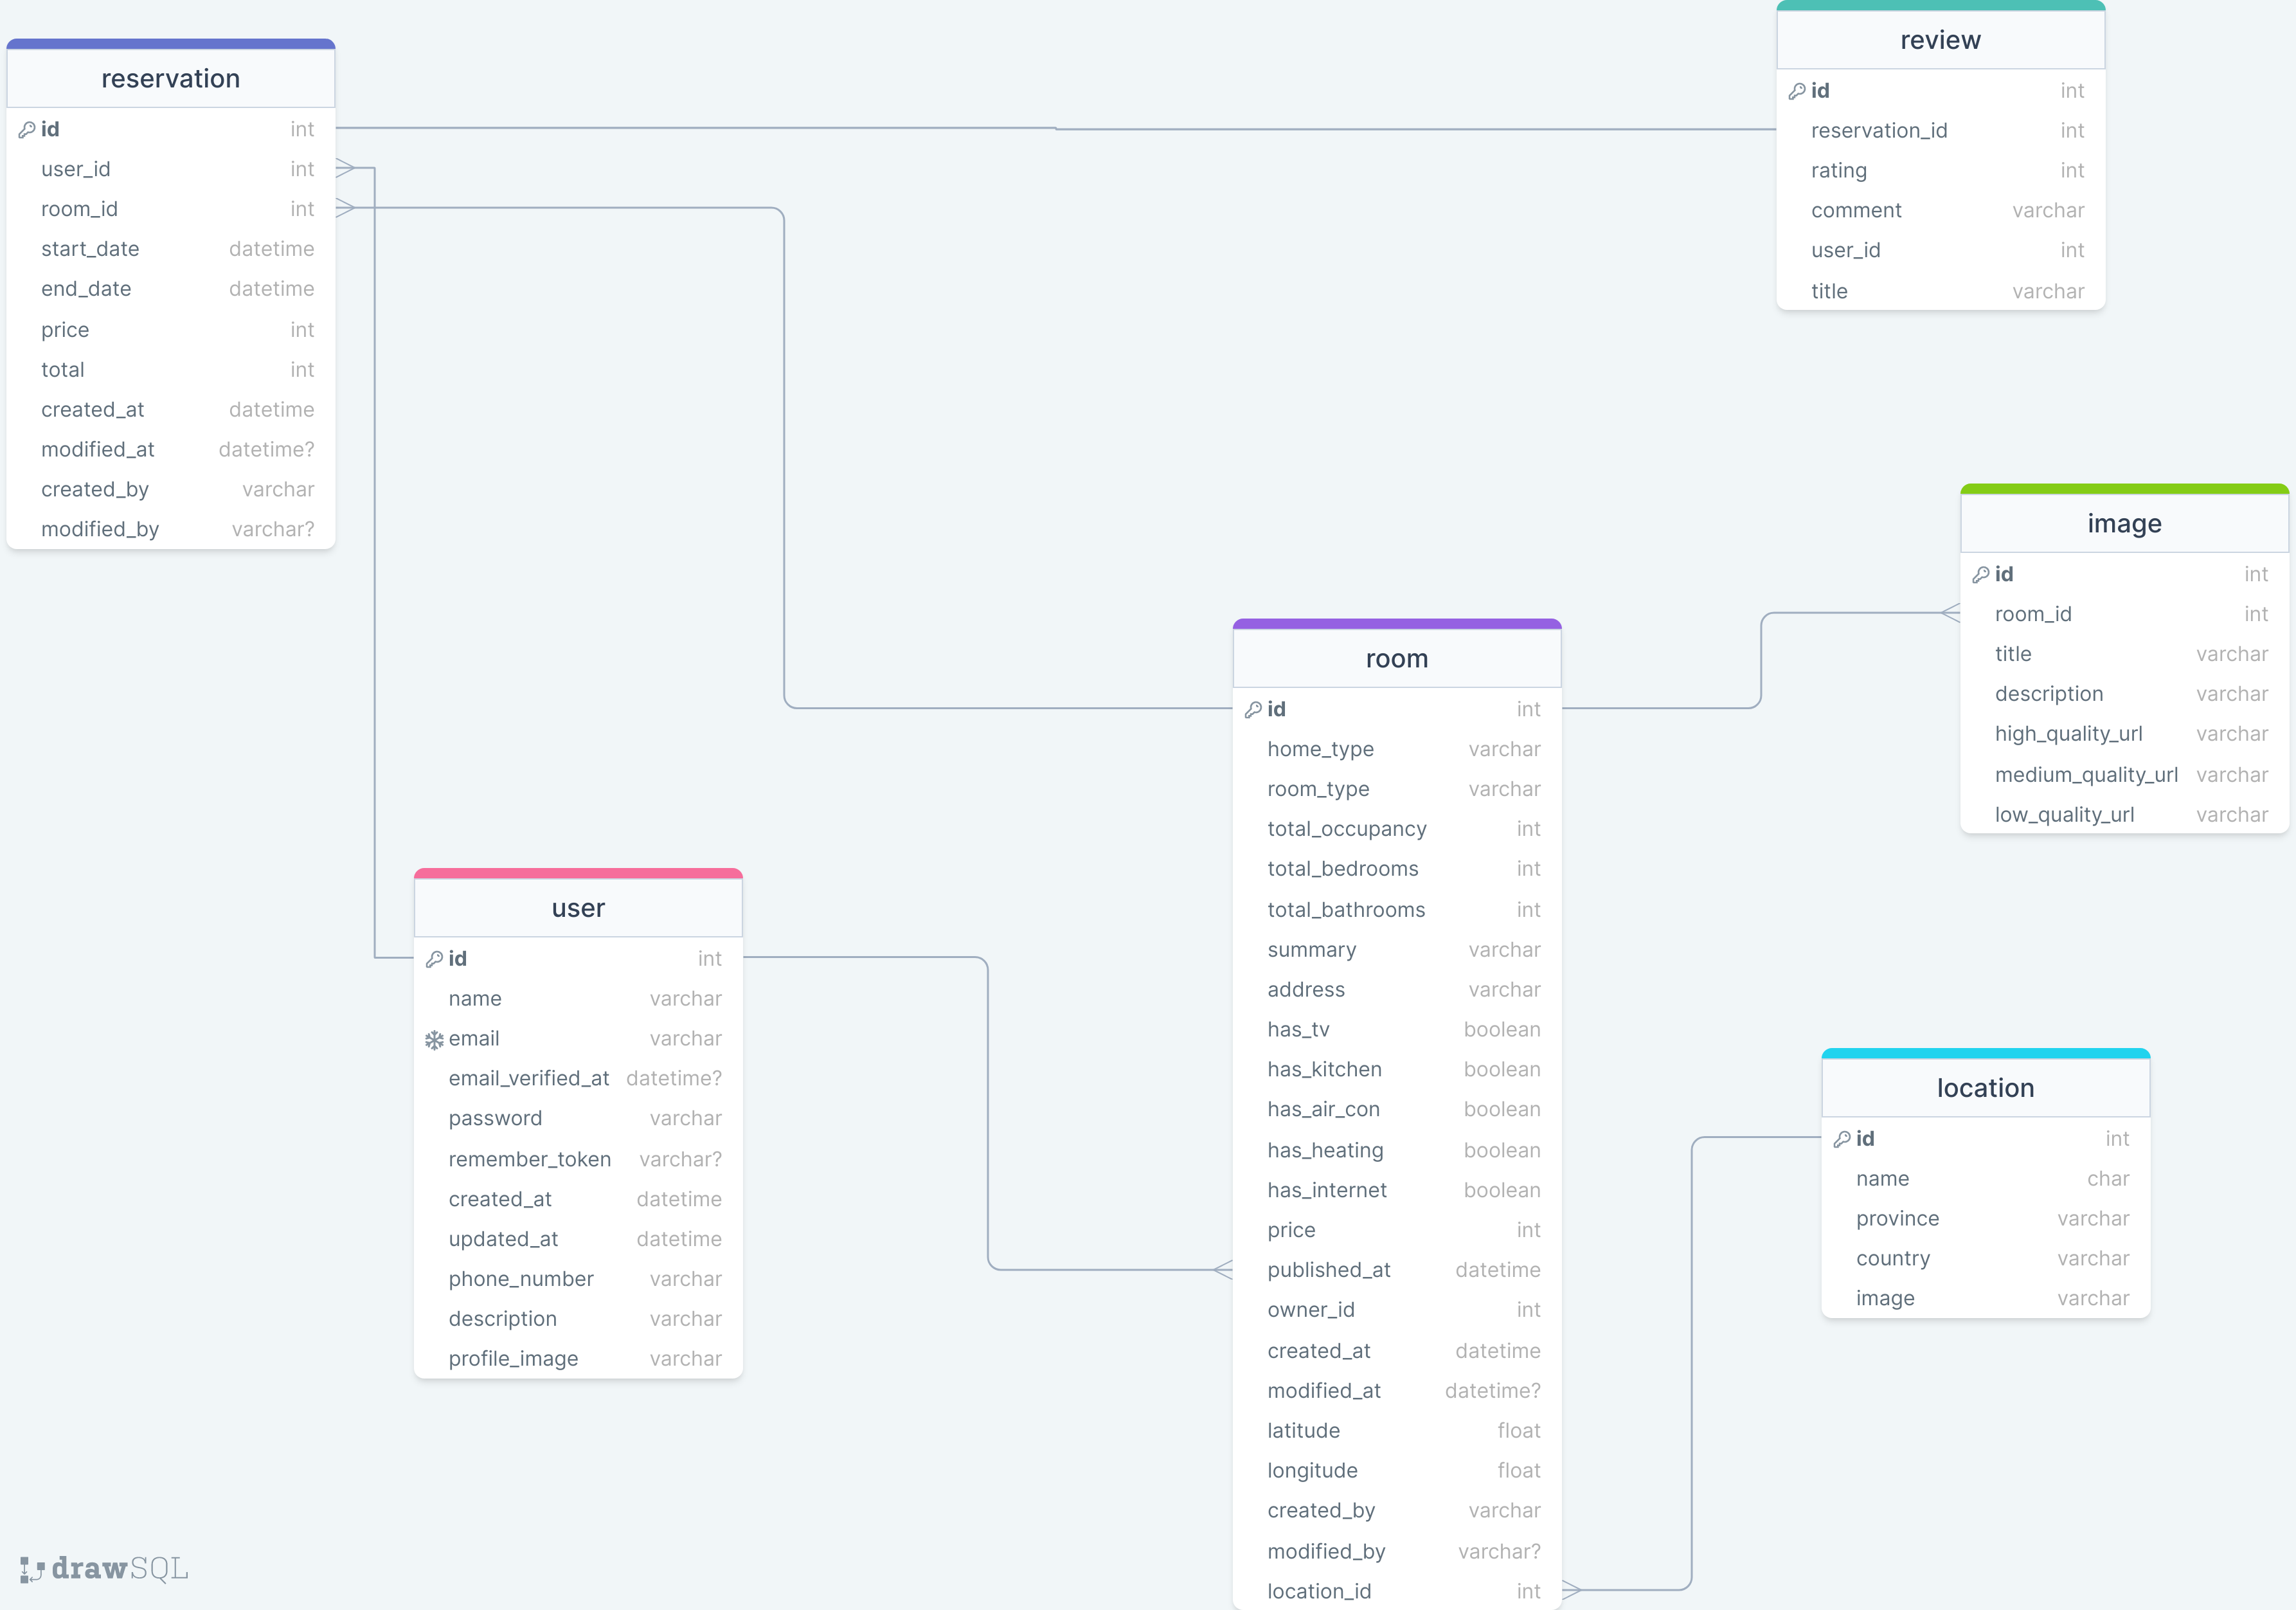 reservation
id int
user_id int
room_id int
start_date datetime
end_date datetime
price int
total int
created_at datetime
modified_at datetime?
created_by varchar
modified_by varchar?
review
id int
reservation_id int
rating int
comment varchar
user_id int
title varchar
image
id int
room_id int
title varchar
description varchar
high_quality_url varchar
medium_quality_url varchar
low_quality_url varchar
room
id int
home_type varchar
room_type varchar
total_occupancy int
total_bedrooms int
total_bathrooms int
summary varchar
address varchar
has_tv boolean
has_kitchen boolean
has_air_con boolean
has_heating boolean
has_internet boolean
price int
published_at datetime
owner_id int
created_at datetime
modified_at datetime?
latitude float
longitude float
created_by varchar
modified_by varchar?
location_id int
user
id int
name varchar
email varchar
email_verified_at datetime?
password varchar
remember_token varchar?
created_at datetime
updated_at datetime
phone_number varchar
description varchar
profile_image varchar
location
id int
name char
province varchar
country varchar
image varchar
drawSQL